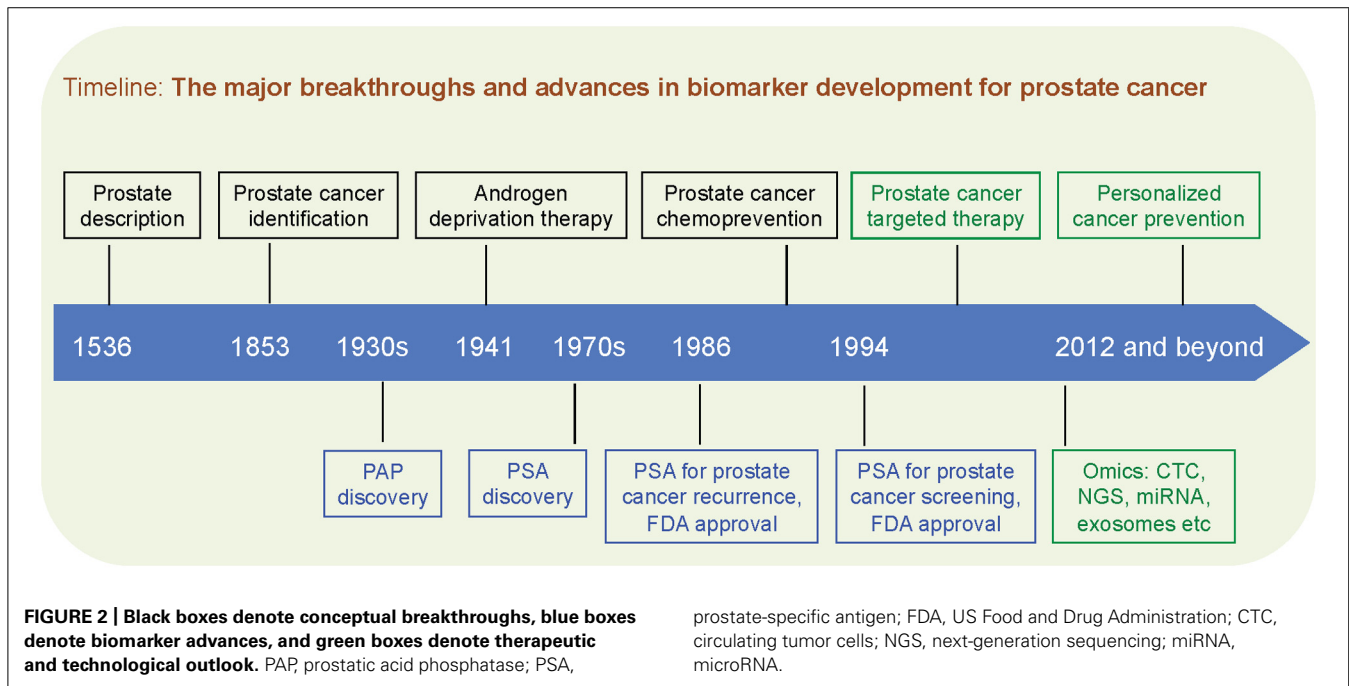 Timeline: The major breakthroughs and advances in biomarker development for prostate cancer
Prostate
description
Prostate cancer
identification
Androgen
deprivation therapy
Prostate cancer
chemoprevention
Prostate cancer
targeted therapy
Personalized
cancer prevention
1536
1853
1930s
1941
1970s
1986
1994
2012 and beyond
PAP
discovery
PSA
discovery
PSA for prostate
cancer recurrence,
FDA approval
PSA for prostate
cancer screening,
FDA approval
Omics: CTC,
NGS, miRNA,
exosomes etc
FIGURE 2 | Black boxes denote conceptual breakthroughs, blue boxes
denote biomarker advances, and green boxes denote therapeutic
and technological outlook. PAP, prostatic acid phosphatase; PSA,
prostate-specific antigen; FDA, US Food and Drug Administration; CTC,
circulating tumor cells; NGS, next-generation sequencing; miRNA,
microRNA.